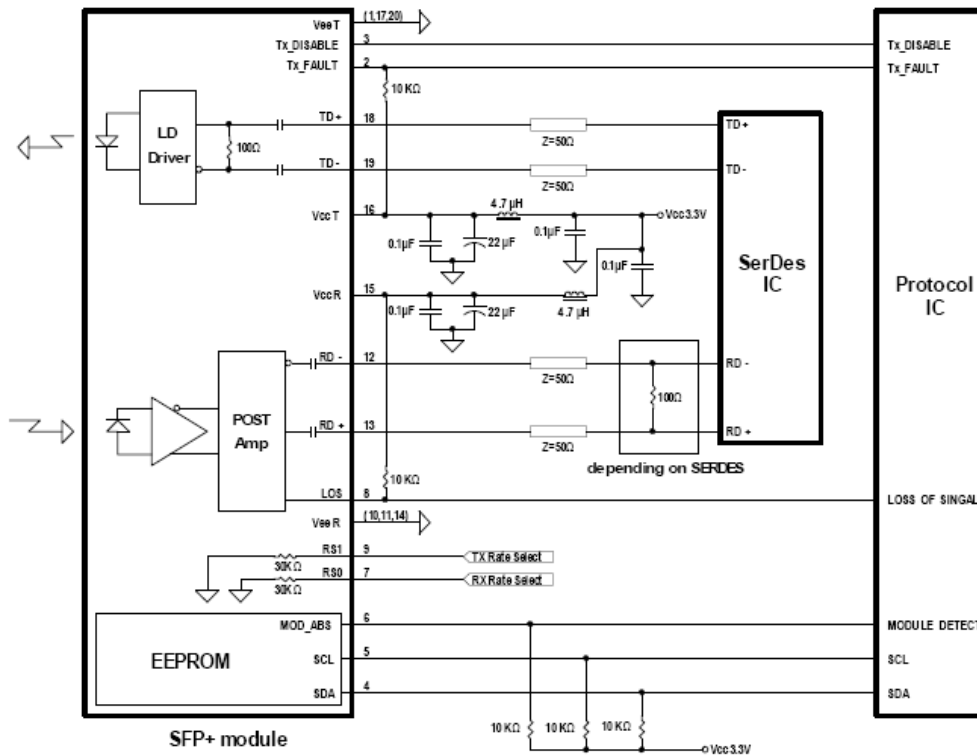 VeeT
(1,17,20)
Tx_DISABLE
3
Tx_DISABLE
Tx_FAULT
2
Tx_FAULT
10 KΩ
LD
Driver
100Ω
TD+
18
Z=50Ω
TD+
TD -
19
Z=50Ω
TD-
4.7 µH
VccT
16
Vcc3.3V
0.1µF
22 µF
0.1µF
0.1µF
SerDes
IC
Protocol
IC
VccR
15
0.1µF
22 µF
4.7 µH
RD -
12
Z=50Ω
RD -
100Ω
POST
Amp
RD +
13
Z=50Ω
RD +
depending on SERDES
10 KΩ
LOS
8
LOSS OF SINGAL
VeeR
(10,11,14)
RS1
9
TX Rate Select
30KΩ
RS0
7
RX Rate Select
30KΩ
MOD_ABS
6
MODULE DETECT
EEPROM
SCL
5
SCL
SDA
4
SDA
10 KΩ
10 KΩ
10 KΩ
Vcc3.3V
SFP+ module